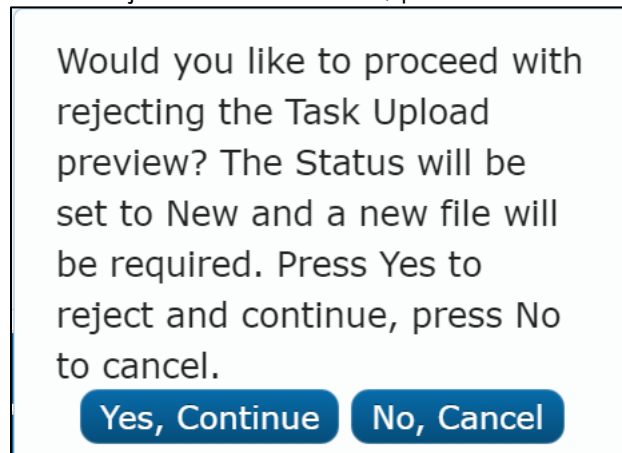 Would you like to proceed with
rejecting the Task Upload
preview? The Status will be
set to New and a new file will
be required. Press Yes to
reject and continue, press No
to cancel.
Yes, Continue No, Cancel